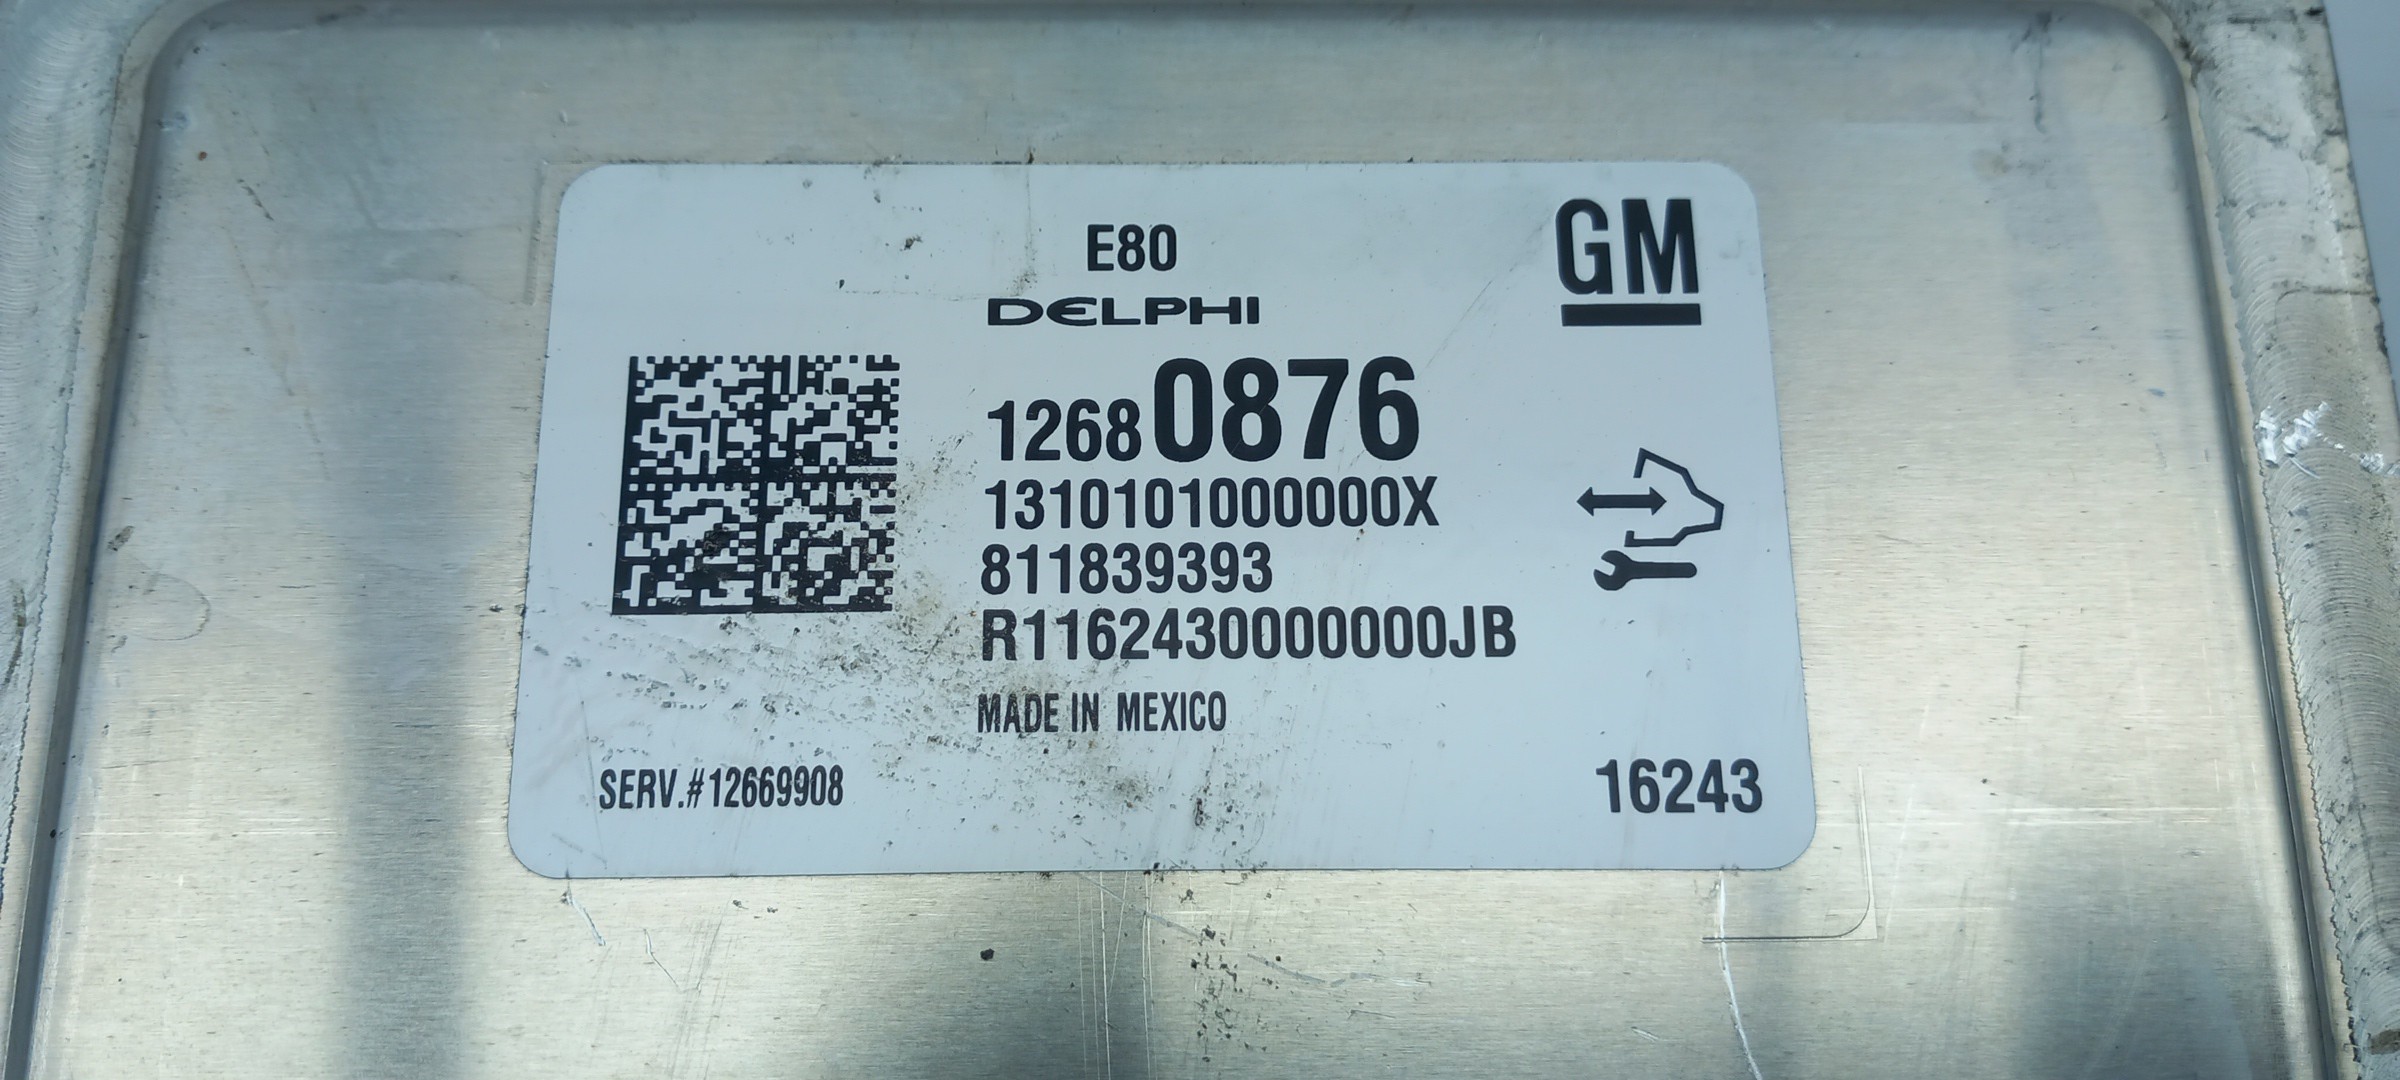 E80
DELPHI
GM
12680876
1310101000000X
811839393
R1162430000000JB
MADE IN MEXICO
SERV.#12669908
16243